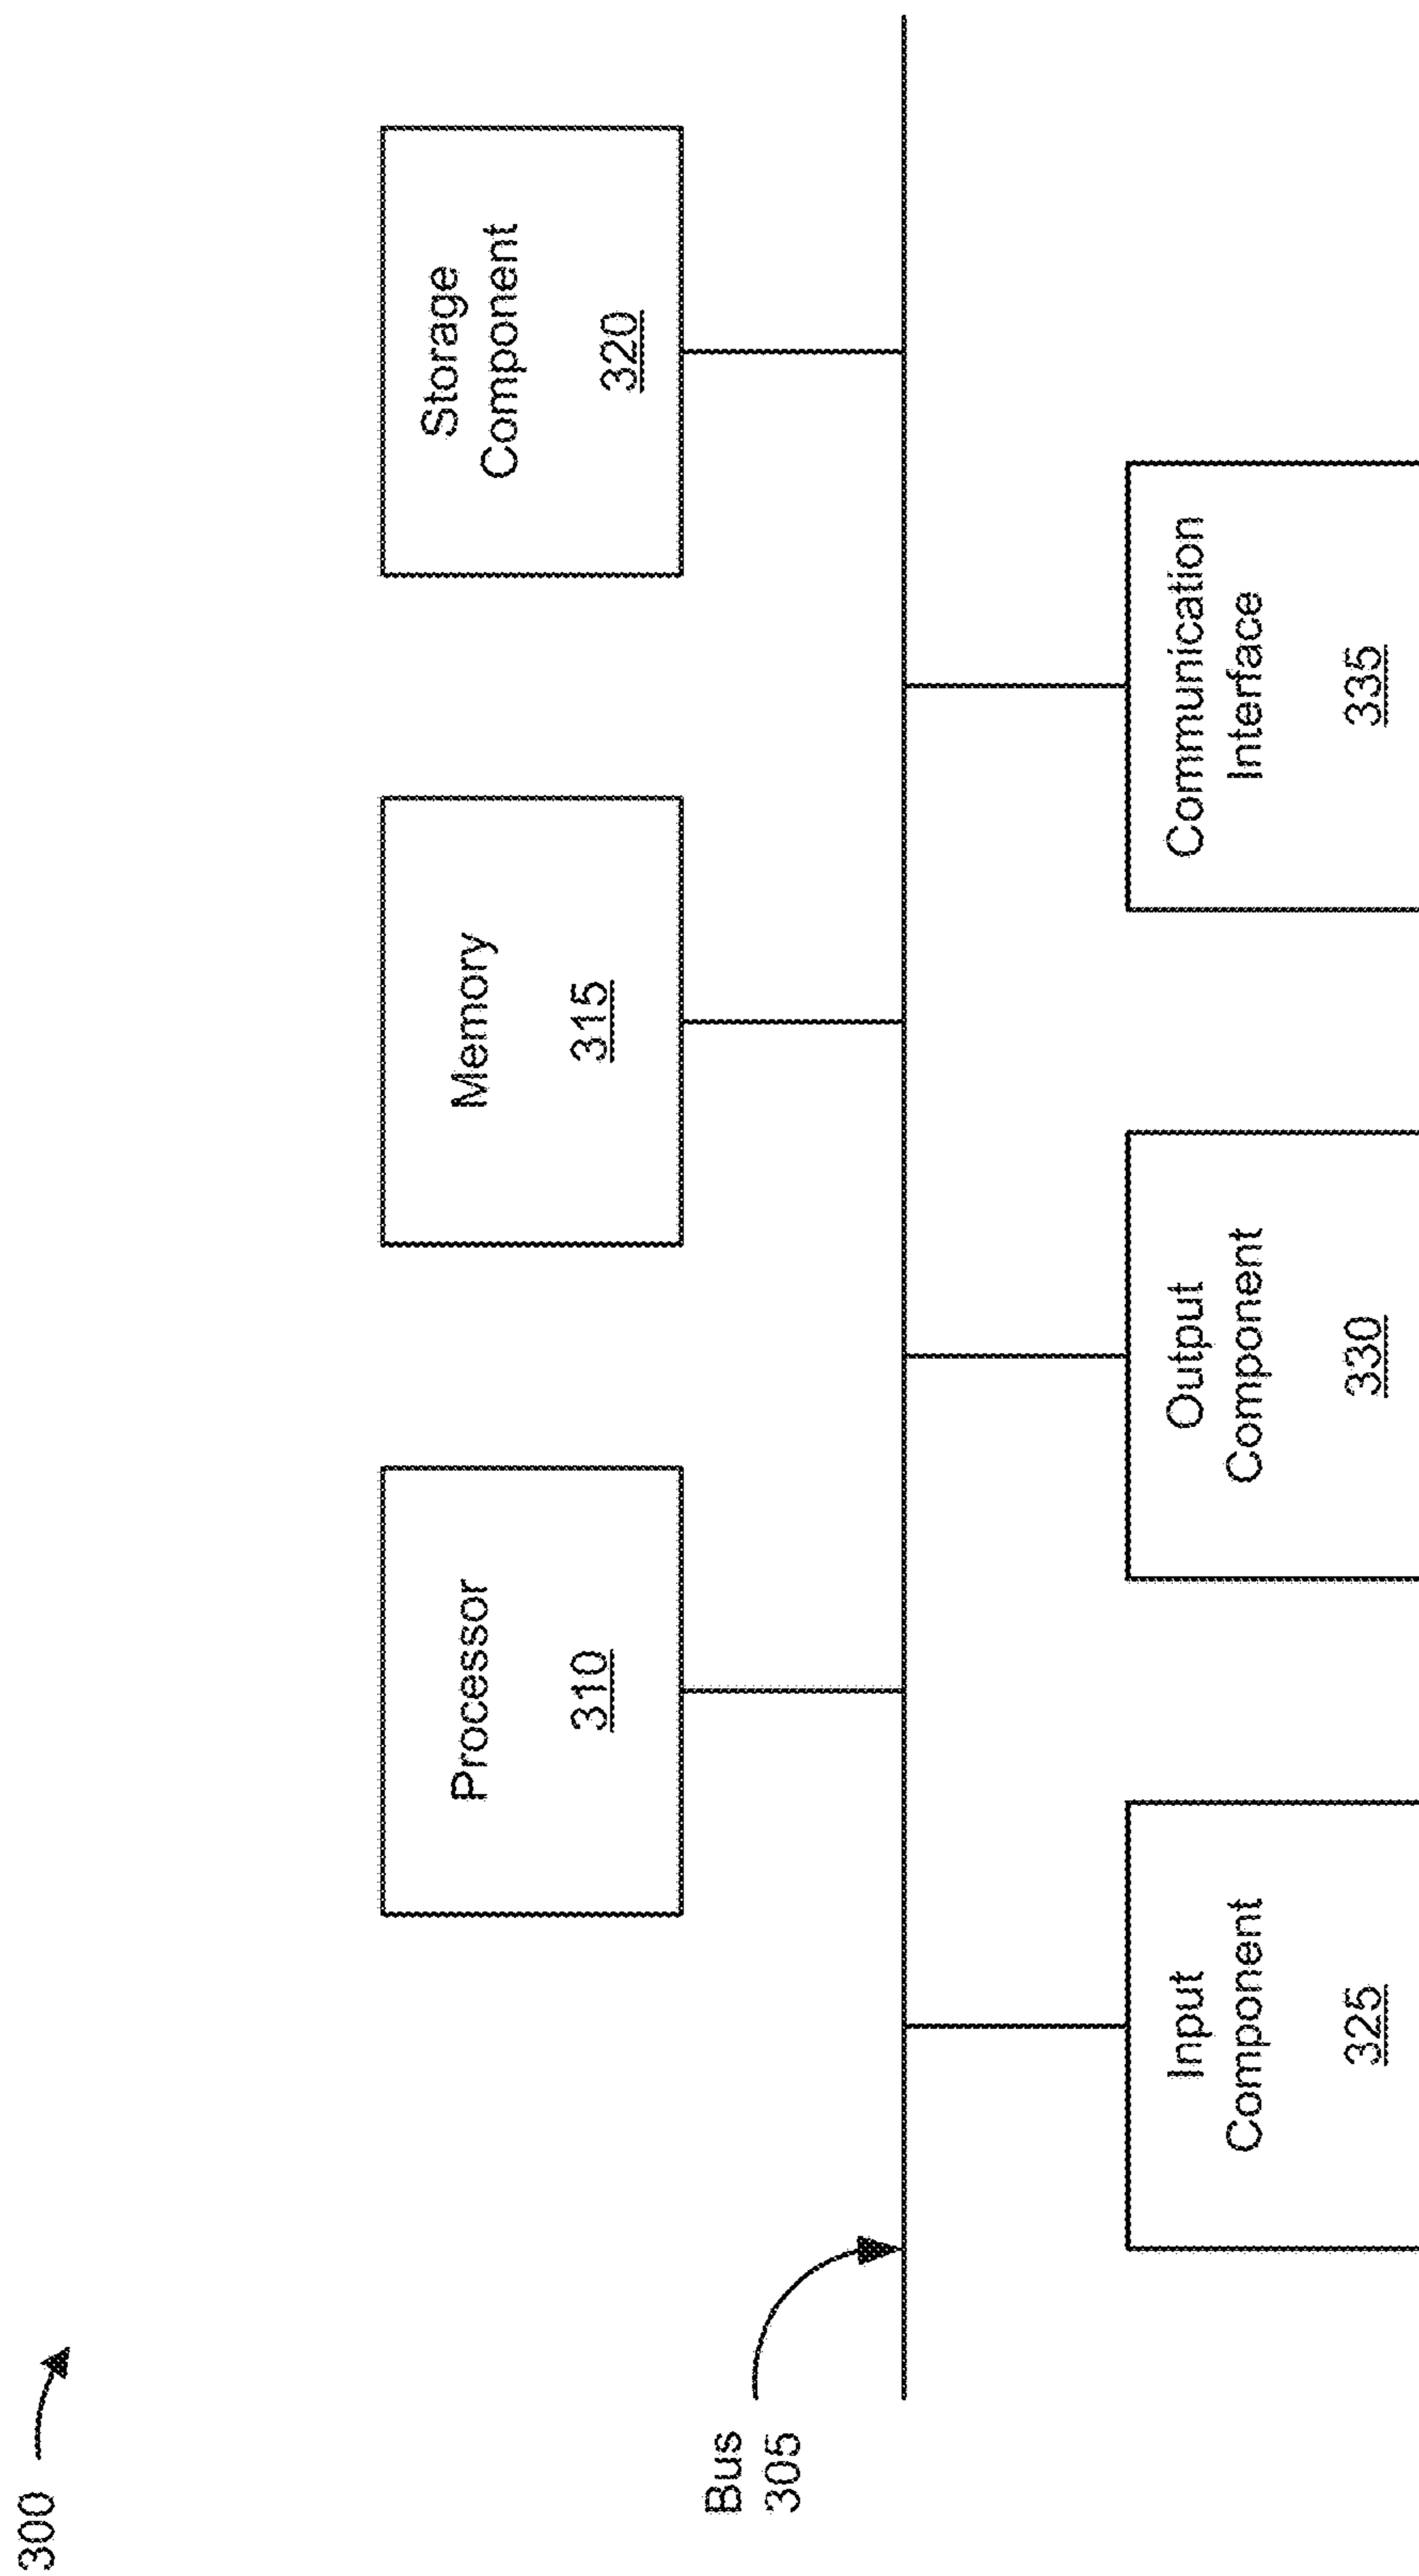 300
Processor
310
Memory
315
Storage
Component
320
Bus
305
Input
Component
325
Output
Component
330
Communication
Interface
335